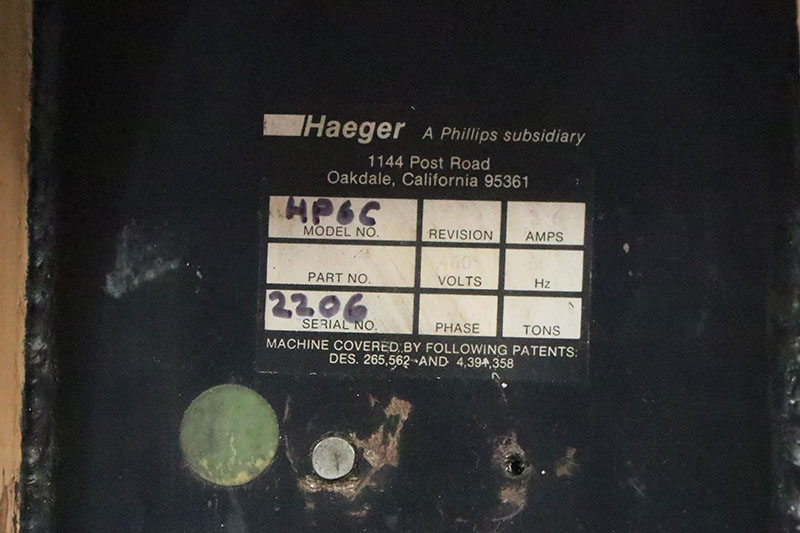 Haeger A Phillips subsidiary
1144 Post Road
Oakdale, California 95361
HP6C
MODEL NO. REVISION AMPS
PART NO. VOLTS Hz
2206
SERIAL NO. PHASE TONS
MACHINE COVERED BY FOLLOWING PATENTS:
DES. 265,562 AND 4,391,358